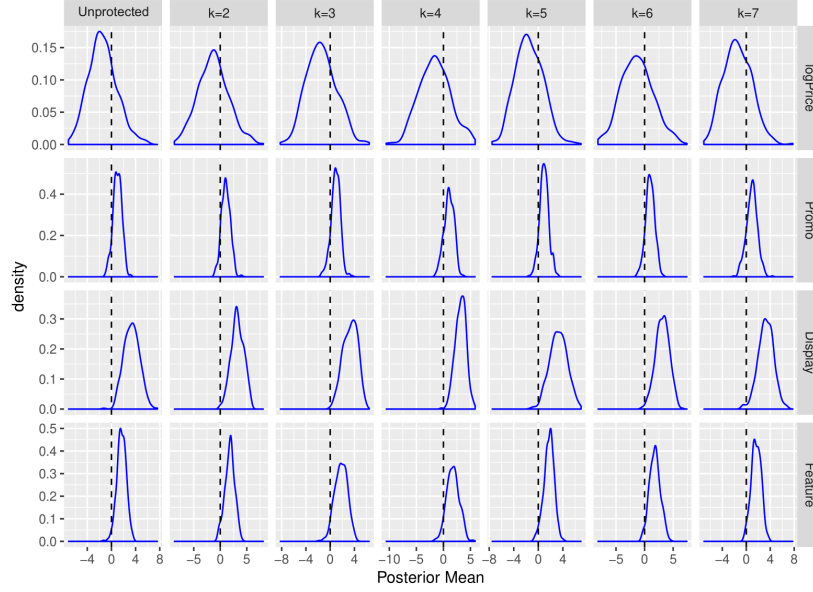 Unprotected k=2 k=3 k=4 k=5 k=6 k=7
0.15
0.10
0.05
0.00
logPrice
0.4
0.2
0.0
Promo
density
0.3
0.2
0.1
0.0
Display
0.5
0.4
0.3
0.2
0.1
0.0
Feature
−4 0 4 8 −5 0 5 −8 −4 0 4 −10 −5 0 5 −8 −4 0 4 −5 0 5 −4 0 4 8
Posterior Mean